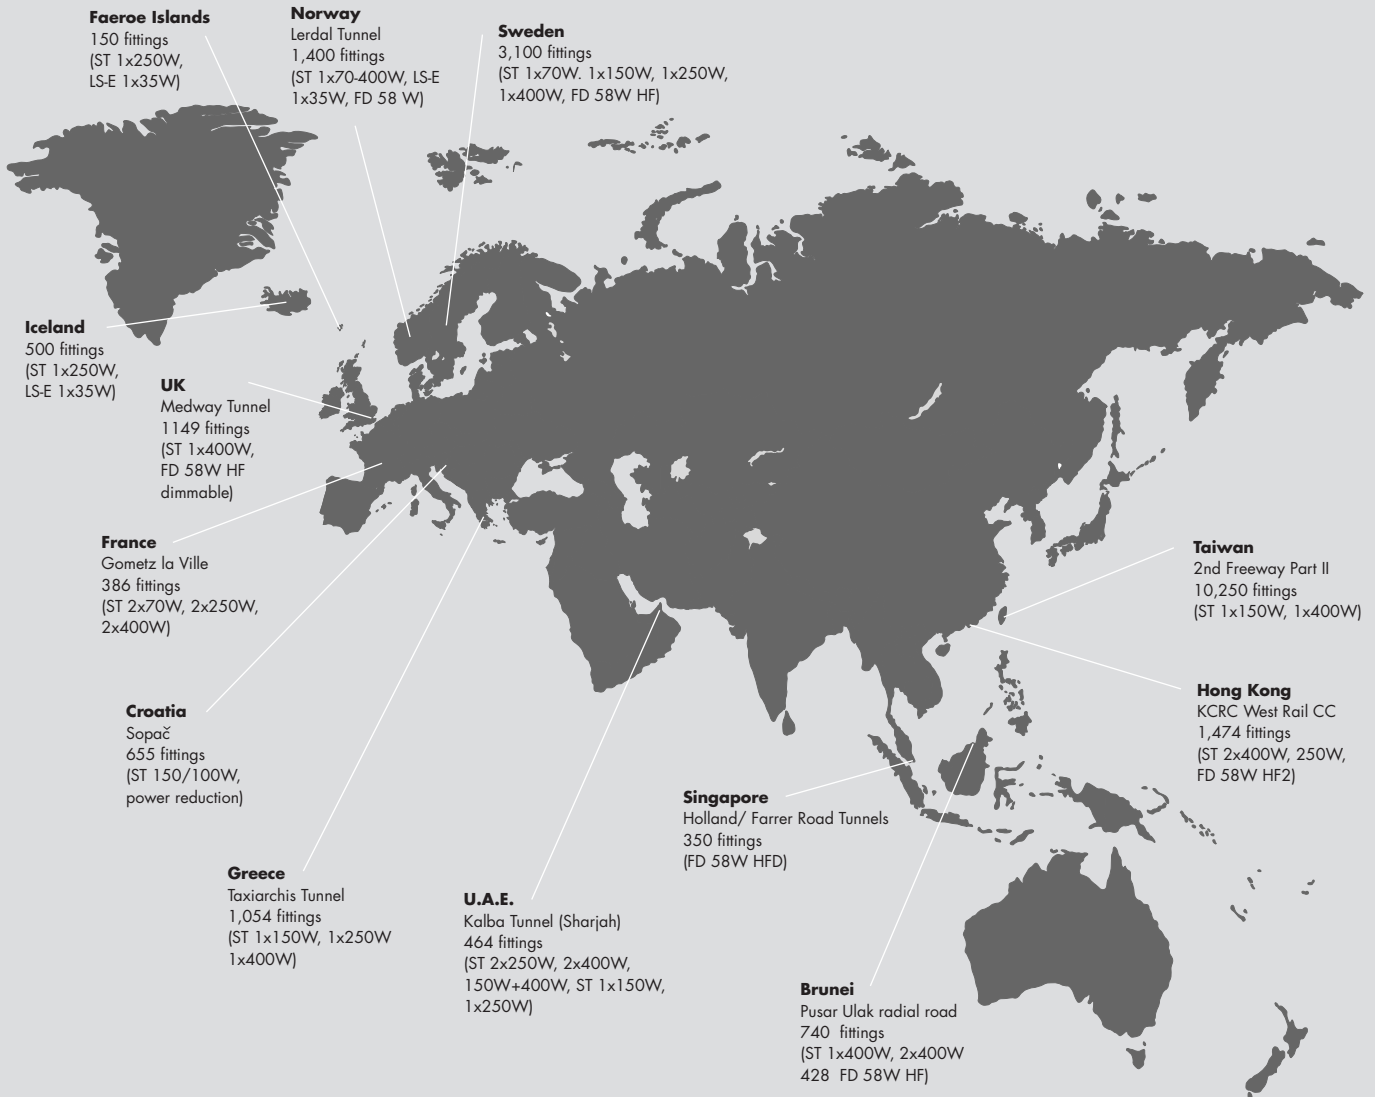 Faeroe Islands
150 fittings
(ST 1x250W,
LS-E 1x35W)
Norway
Lerdal Tunnel
1,400 fittings
(ST 1x70-400W, LS-E
1x35W, FD 58 W)
Sweden
3,100 fittings
(ST 1x70W. 1x150W, 1x250W,
1x400W, FD 58W HF)
Iceland
500 fittings
(ST 1x250W,
LS-E 1x35W)
UK
Medway Tunnel
1149 fittings
(ST 1x400W,
FD 58W HF
dimmable)
France
Gometz la Ville
386 fittings
(ST 2x70W, 2x250W,
2x400W)
Taiwan
2nd Freeway Part II
10,250 fittings
(ST 1x150W, 1x400W)
Hong Kong
KCRC West Rail CC
1,474 fittings
(ST 2x400W, 250W,
FD 58W HF2)
Croatia
Sopač
655 fittings
(ST 150/100W,
power reduction)
Singapore
Holland/ Farrer Road Tunnels
350 fittings
(FD 58W HFD)
Greece
Taxiarchis Tunnel
1,054 fittings
(ST 1x150W, 1x250W
1x400W)
U.A.E.
Kalba Tunnel (Sharjah)
464 fittings
(ST 2x250W, 2x400W,
150W+400W, ST 1x150W,
1x250W)
Brunei
Pusar Ulak radial road
740 fittings
(ST 1x400W, 2x400W
428 FD 58W HF)